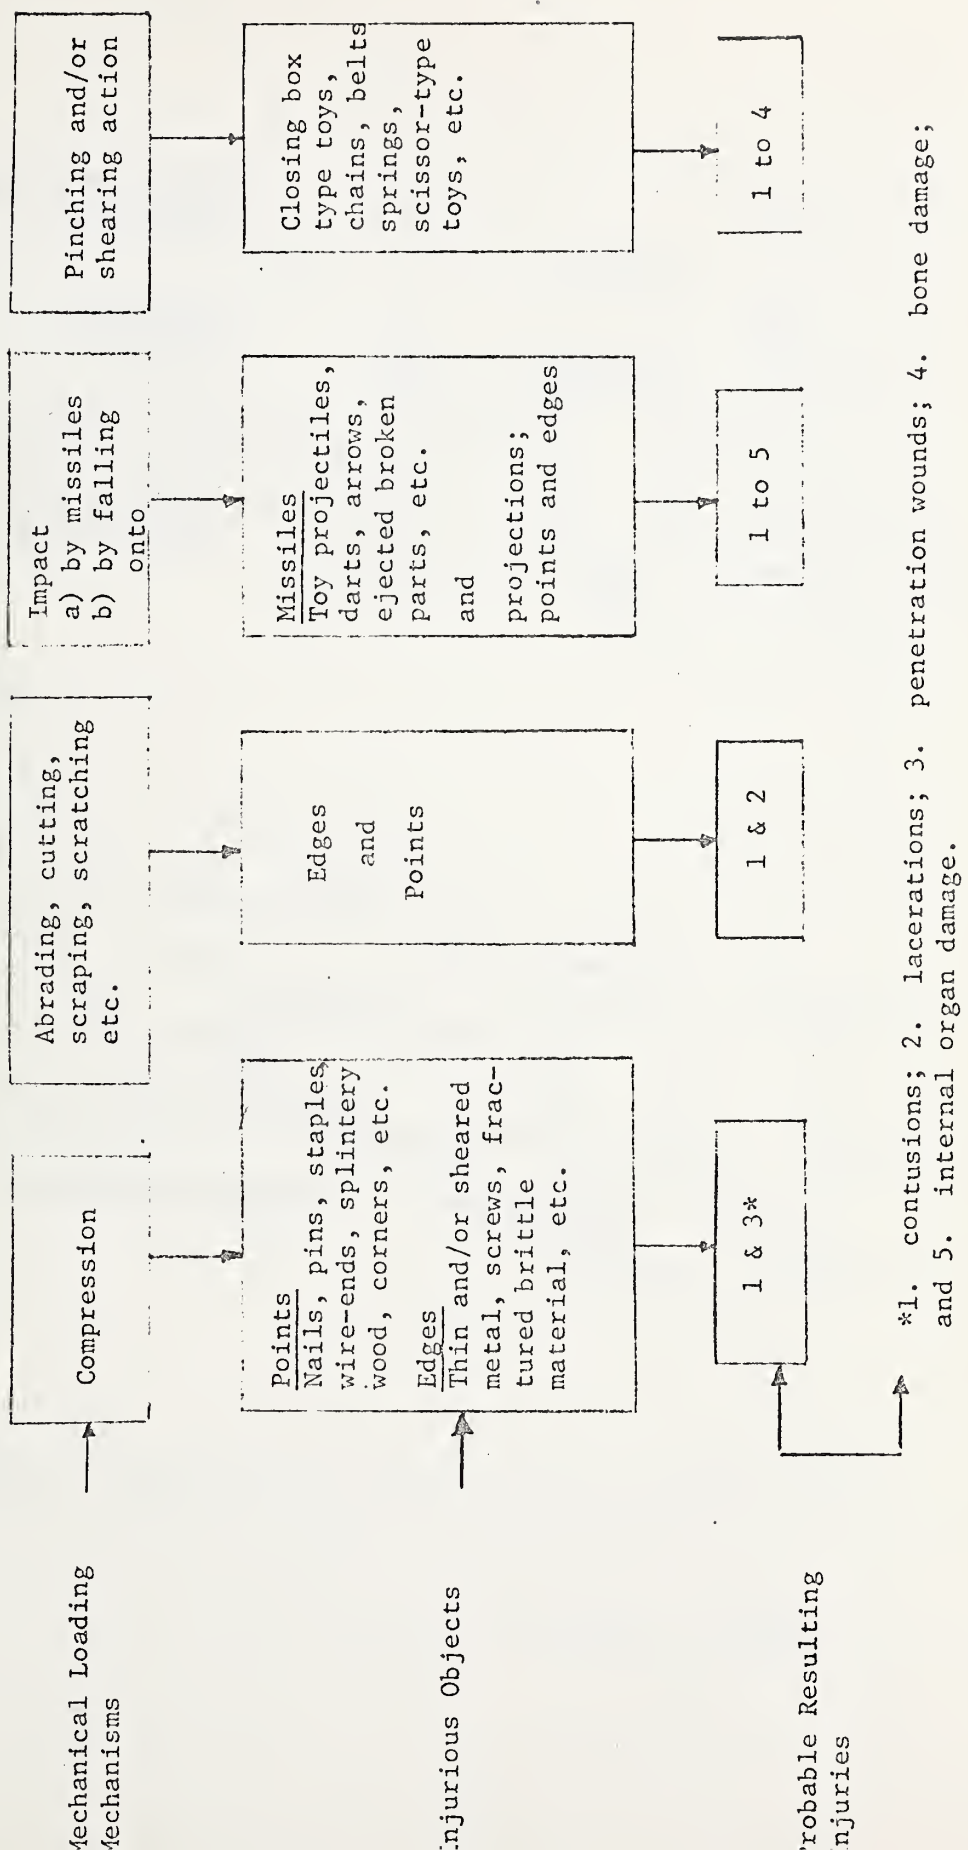 Mechanical Loading
Mechanisms
Compression
Abrading, cutting,
scraping, scratching
etc.
Impact
a) by missiles
b) by falling
onto
Pinching and/or
shearing action
Injurious Objects
Points
Nails, pins, staples,
wire-ends, splintery
wood, corners, etc.
Edges
Thin and/or sheared
metal, screws, frac-
tured brittle
material, etc.
Edges
and
Points
Missiles
Toy projectiles,
darts, arrows,
ejected broken
parts, etc.
and
projections;
points and edges
Closing box
type toys,
chains, belts
springs,
scissor-type
toys, etc.
Probable Resulting
Injuries
1 & 3*
1 & 2
1 to 5
1 to 4
*1. contusions; 2. lacerations; 3. penetration wounds; 4. bone damage;
and 5. internal organ damage.